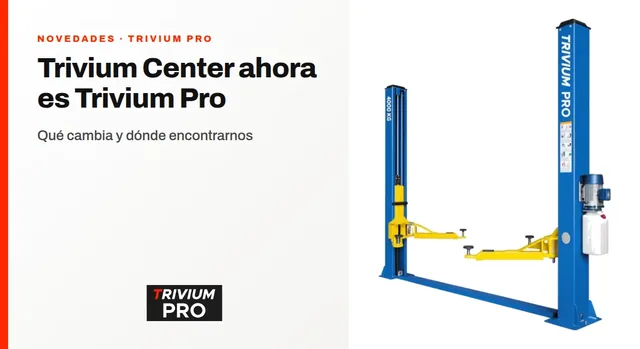 NOVEDADES · TRIVIUM PRO
Trivium Center ahora
es Trivium Pro
Qué cambia y dónde encontrarnos
TRIVIUM
PRO
4000 KG
TRIVIUM PRO